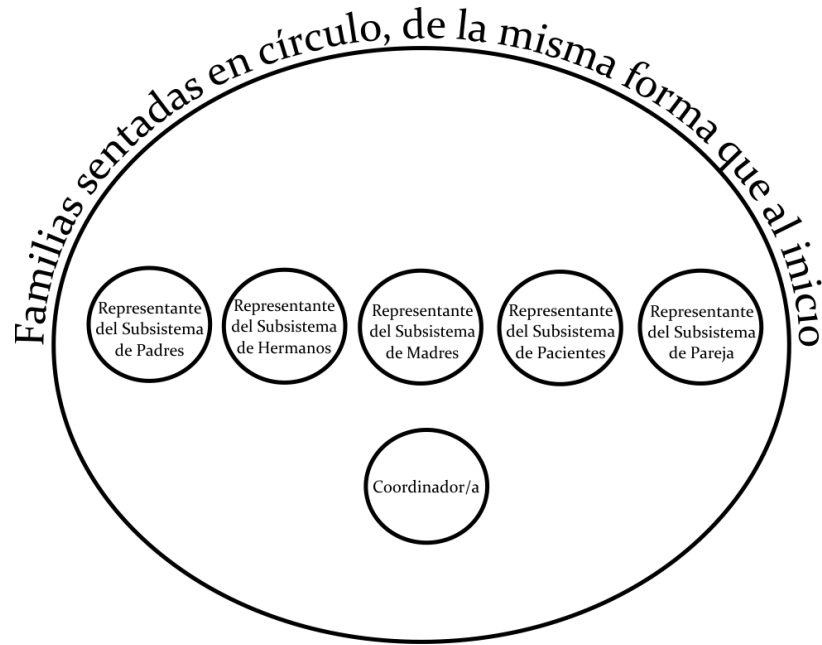 Familias sentadas en círculo, de la misma forma que al inicio
Representante
del Subsistema
de Padres
Representante
del Subsistema
de Hermanos
Representante
del Subsistema
de Madres
Representante
del Subsistema
de Pacientes
Representante
del Subsistema
de Pareja
Coordinador/a